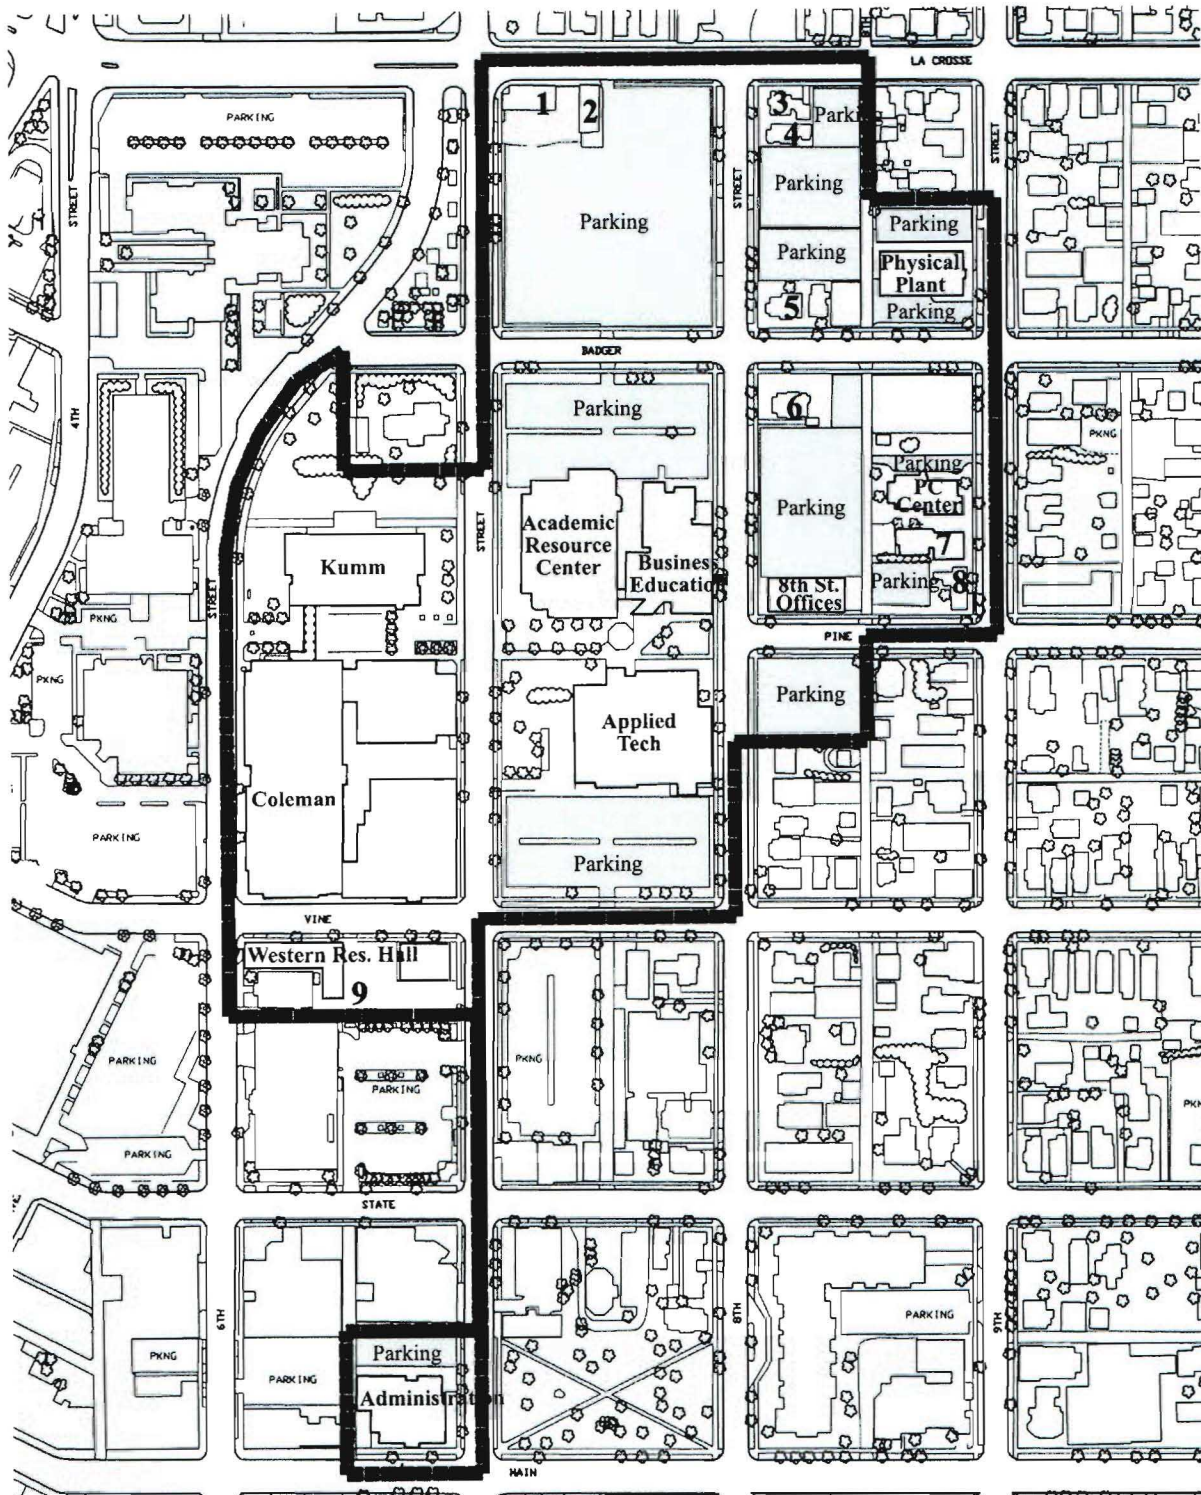 8TH
LA CROSSE
PARKING
1
2
3
Parking
4
STREET
STREET
STREET
Parking
Parking
Parking
Parking
Physical
Plant
5
Parking
BADGER
4TH
6
Parking
PKNG
Parking
PC
Center
Parking
Academic
Resource
Center
STREET
Business
Education
7
Kumm
Parking
8
8th St.
Offices
STREET
PKNG
PINE
PKNG
Parking
Applied
Tech
Coleman
PARKING
Parking
VINE
Western Res. Hall
9
PARKING
PKNG
PARKING
PARKING
STATE
6TH
8TH
9TH
PARKING
Parking
PKNG
PARKING
Administration
MAIN